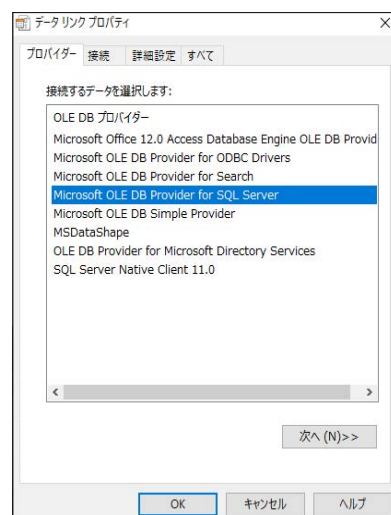 データ リンク プロパティ
プロバイダー 接続 詳細設定 すべて
接続するデータを選択します:
OLE DB プロバイダー
Microsoft Office 12.0 Access Database Engine OLE DB Provid
Microsoft OLE DB Provider for ODBC Drivers
Microsoft OLE DB Provider for Search
Microsoft OLE DB Provider for SQL Server
Microsoft OLE DB Simple Provider
MSDataShape
OLE DB Provider for Microsoft Directory Services
SQL Server Native Client 11.0
次へ (N)>>
OK キャンセル ヘルプ